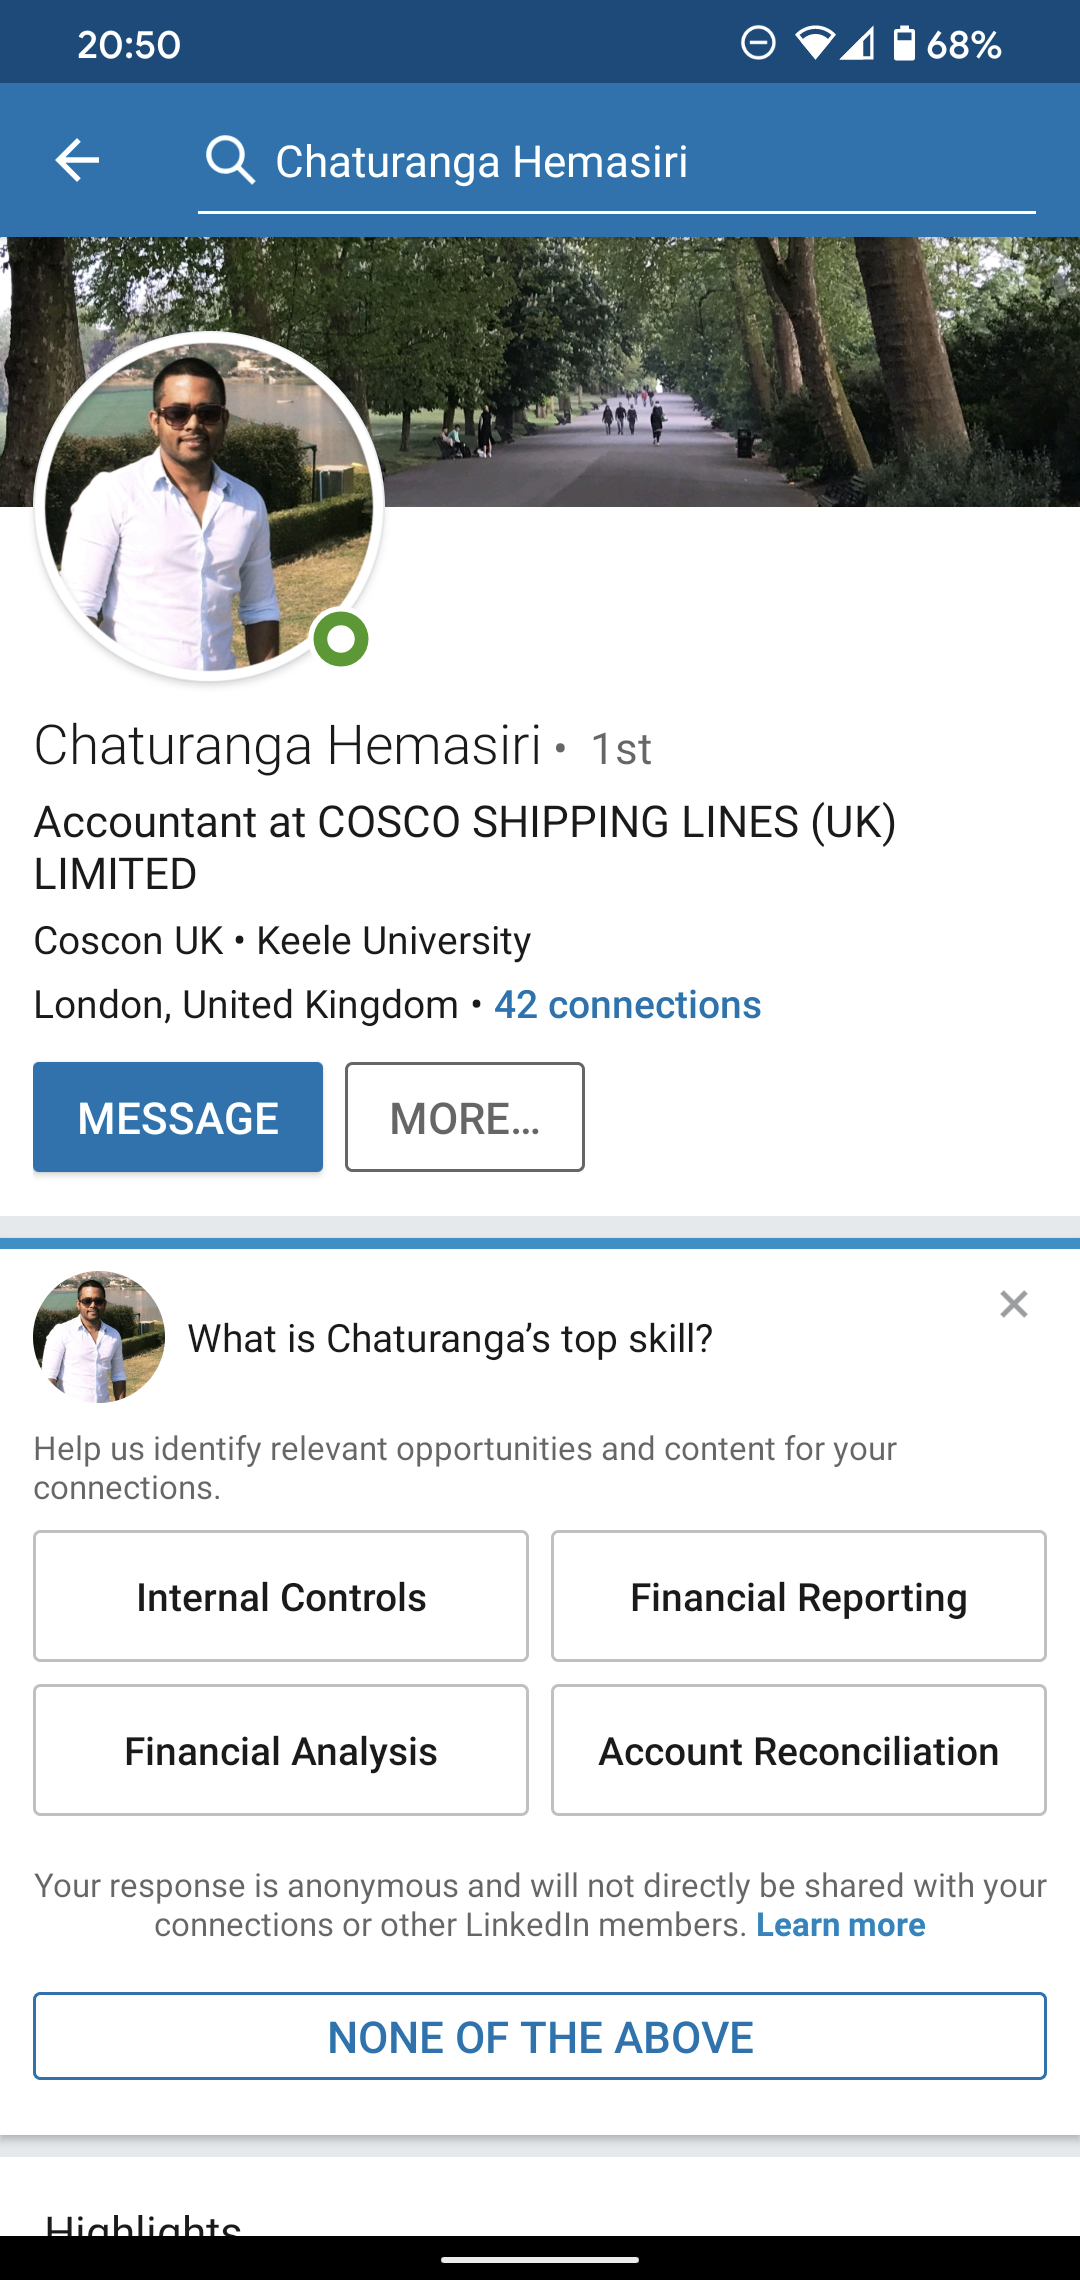 20:50
68%
Chaturanga Hemasiri
Chaturanga Hemasiri • 1st
Accountant at COSCO SHIPPING LINES (UK)
LIMITED
Coscon UK • Keele University
London, United Kingdom • 42 connections
MESSAGE
MORE...
What is Chaturanga’s top skill?
Help us identify relevant opportunities and content for your
connections.
Internal Controls
Financial Reporting
Financial Analysis
Account Reconciliation
Your response is anonymous and will not directly be shared with your
connections or other LinkedIn members. Learn more
NONE OF THE ABOVE
Highlights